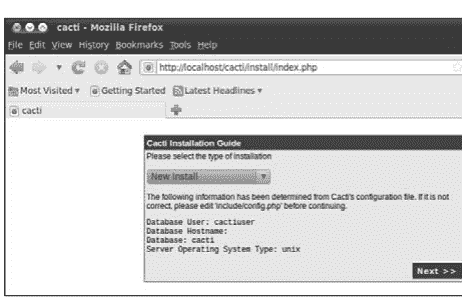 cacti - Mozilla Firefox
File Edit View History Bookmarks Tools Help
http://localhost/cacti/install/index.php
Most Visited Getting Started Latest Headlines
cacti
Cacti Installation Guide
Please select the type of installation
New Install
The following information has been determined from Cacti's configuration file. If it is not
correct, please edit 'include/config.php' before continuing.
Database User: cactiuser
Database Hostname:
Database: cacti
Server Operating System Type: unix
Next >>